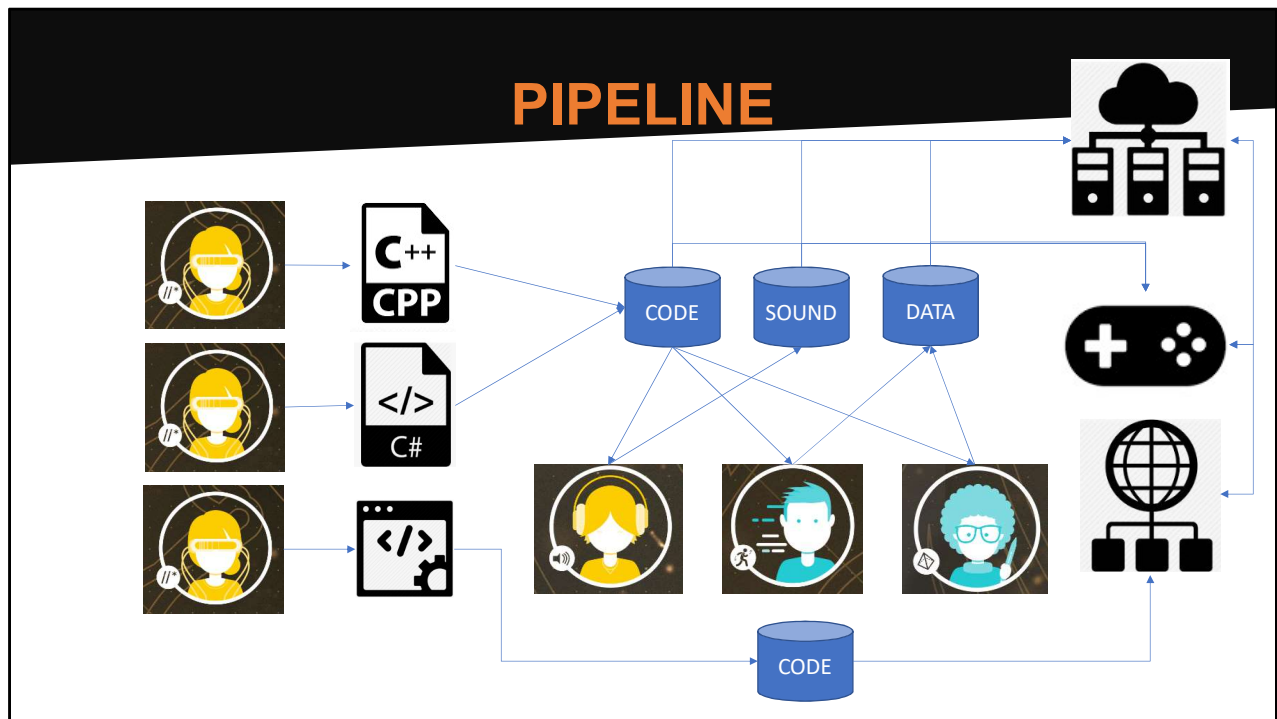 PIPELINE
C++
CPP
//*
</>
C#
//*
</>
//*
CODE
SOUND
DATA
CODE